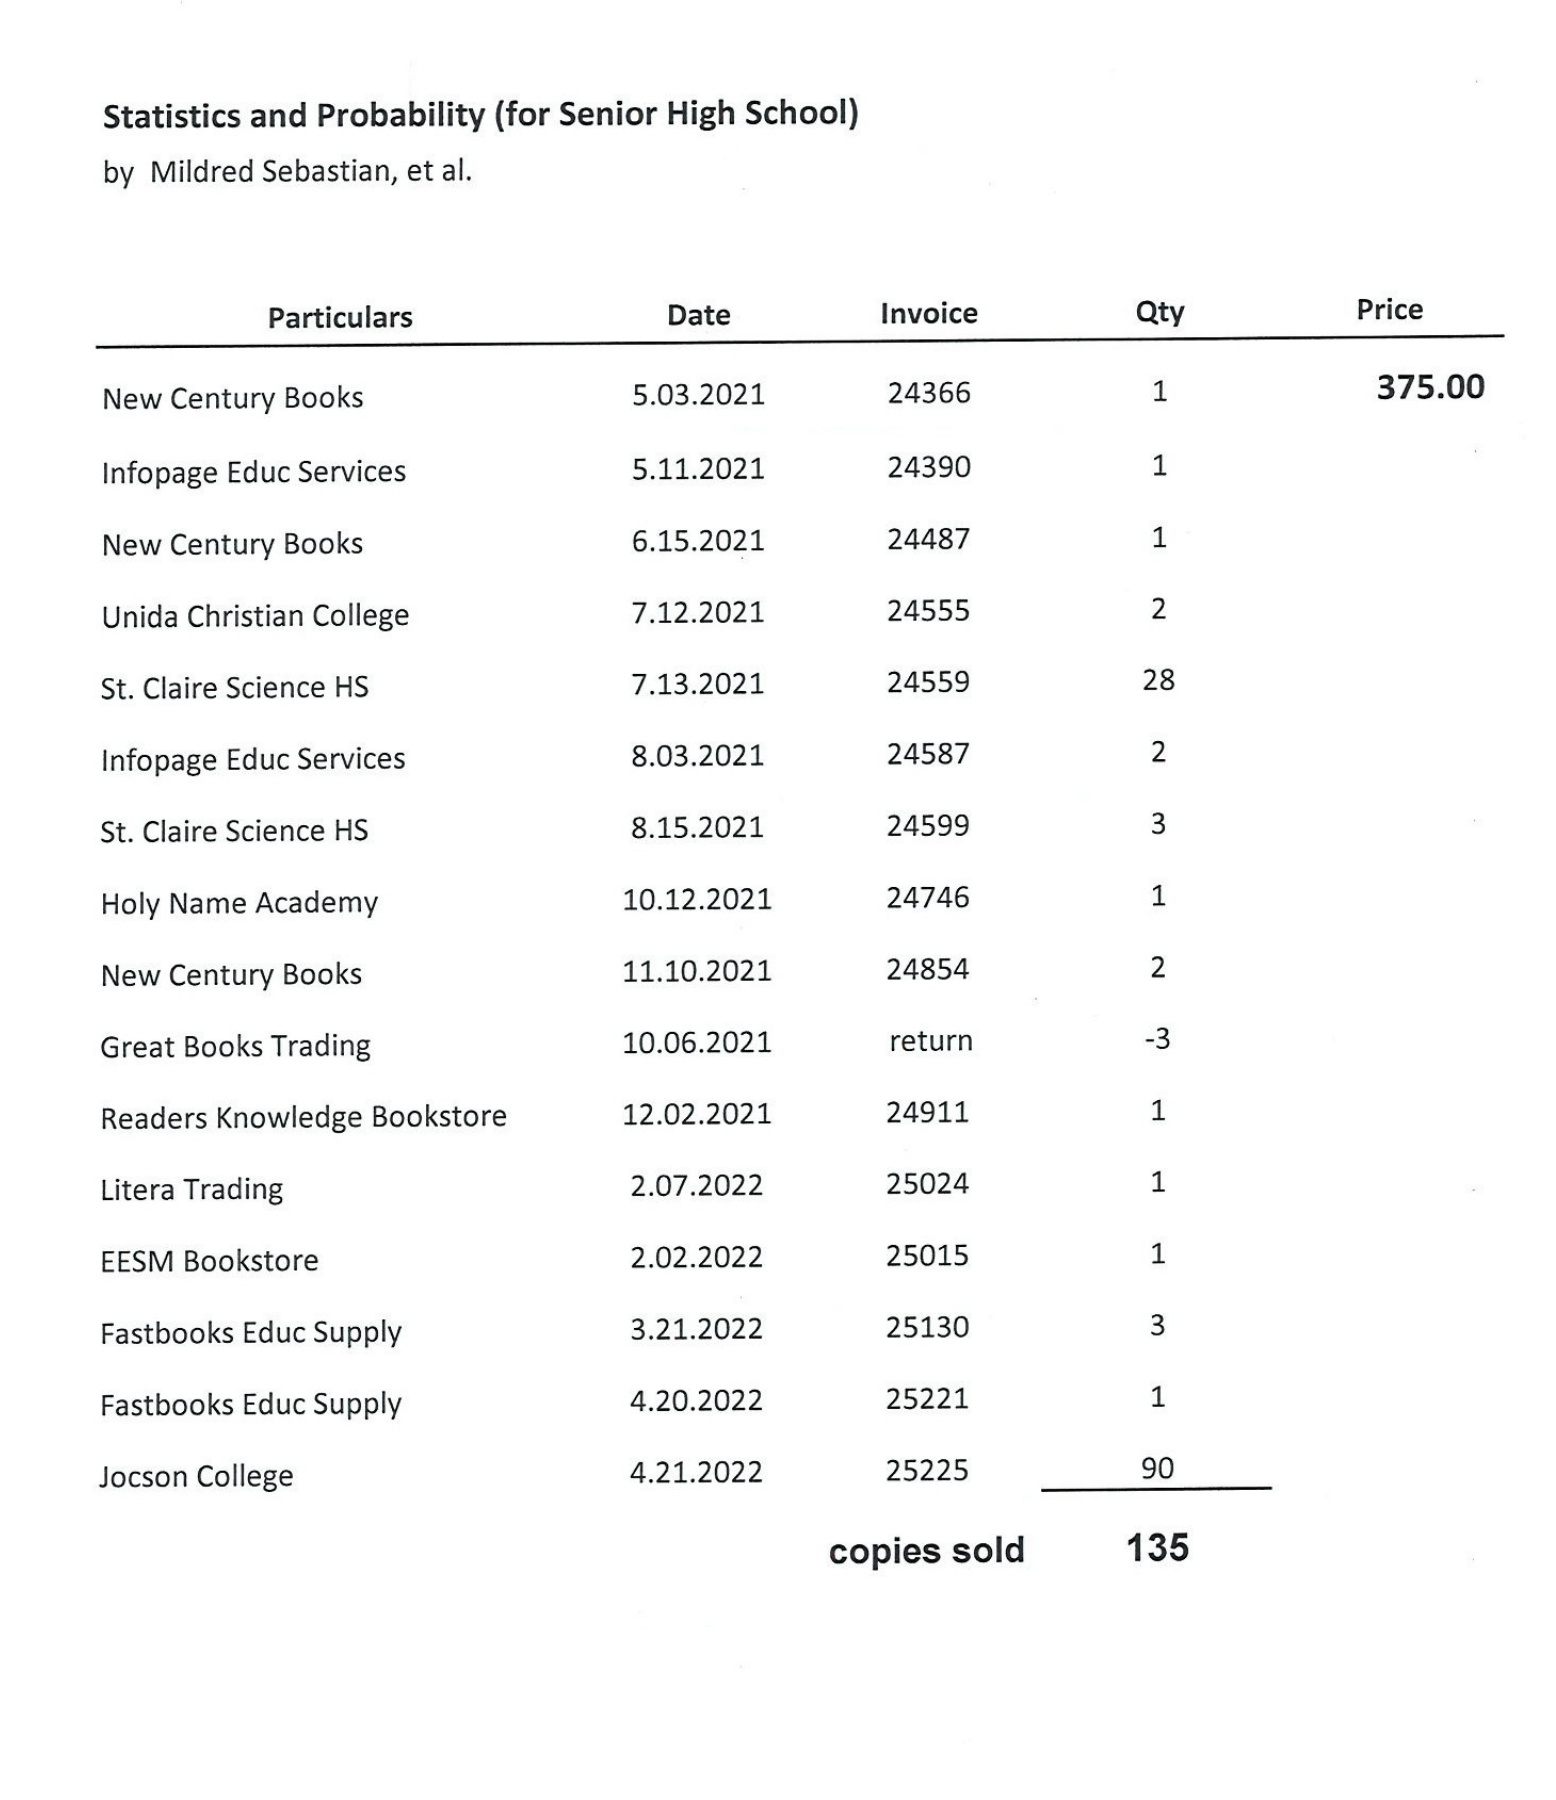 Statistics and Probability (for Senior High School)
by Mildred Sebastian, et al.
Particulars Date Invoice Qty Price
New Century Books 5.03.2021 24366 1 375.00
Infopage Educ Services 5.11.2021 24390 1
New Century Books 6.15.2021 24487 1
Unida Christian College 7.12.2021 24555 2
St. Claire Science HS 7.13.2021 24559 28
Infopage Educ Services 8.03.2021 24587 2
St. Claire Science HS 8.15.2021 24599 3
Holy Name Academy 10.12.2021 24746 1
New Century Books 11.10.2021 24854 2
Great Books Trading 10.06.2021 return -3
Readers Knowledge Bookstore 12.02.2021 24911 1
Litera Trading 2.07.2022 25024 1
EESM Bookstore 2.02.2022 25015 1
Fastbooks Educ Supply 3.21.2022 25130 3
Fastbooks Educ Supply 4.20.2022 25221 1
Jocson College 4.21.2022 25225 90
copies sold 135